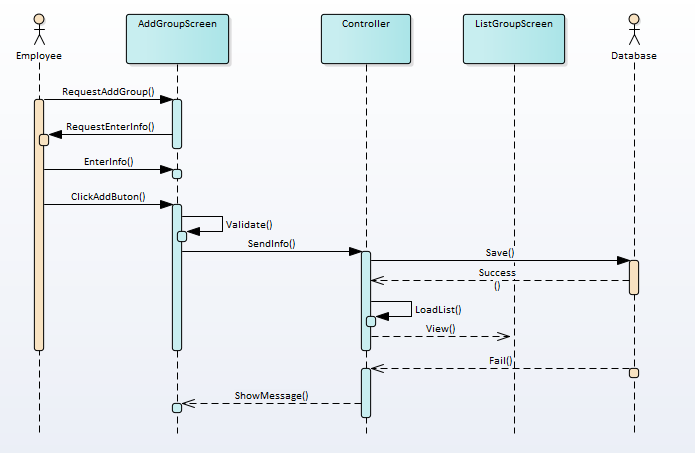 AddGroupScreen
Controller
ListGroupScreen
Employee
Database
RequestAddGroup()
RequestEnterInfo()
EnterInfo()
ClickAddButon()
Validate()
SendInfo()
Save()
Success
()
LoadList()
View()
Fail()
ShowMessage()